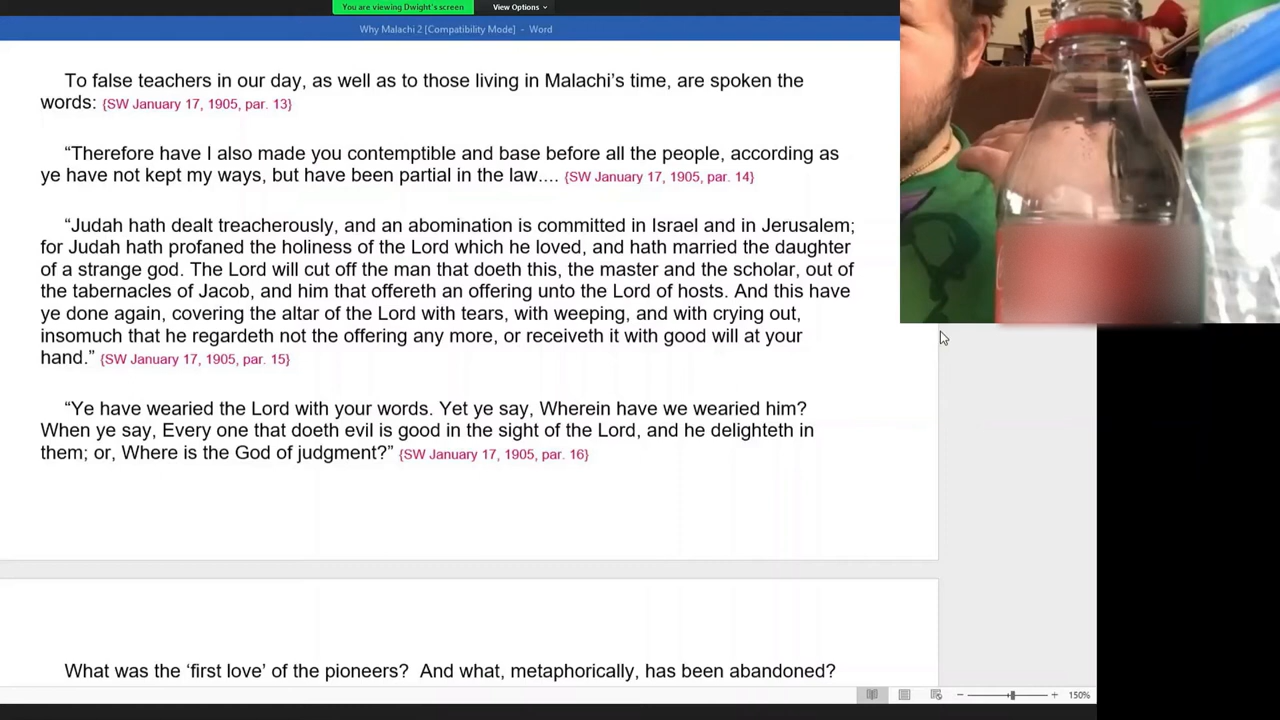 You are viewing Dwight's screen
View Options
Why Malachi 2 [Compatibility Mode] - Word
To false teachers in our day, as well as to those living in Malachi’s time, are spoken the
words: {SW January 17, 1905, par. 13}
“Therefore have I also made you contemptible and base before all the people, according as
ye have not kept my ways, but have been partial in the law.... {SW January 17, 1905, par. 14}
“Judah hath dealt treacherously, and an abomination is committed in Israel and in Jerusalem;
for Judah hath profaned the holiness of the Lord which he loved, and hath married the daughter
of a strange god. The Lord will cut off the man that doeth this, the master and the scholar, out of
the tabernacles of Jacob, and him that offereth an offering unto the Lord of hosts. And this have
ye done again, covering the altar of the Lord with tears, with weeping, and with crying out,
insomuch that he regardeth not the offering any more, or receiveth it with good will at your
hand.” {SW January 17, 1905, par. 15}
“Ye have wearied the Lord with your words. Yet ye say, Wherein have we wearied him?
When ye say, Every one that doeth evil is good in the sight of the Lord, and he delighteth in
them; or, Where is the God of judgment?” {SW January 17, 1905, par. 16}
What was the ‘first love’ of the pioneers?  And what, metaphorically, has been abandoned?
150%